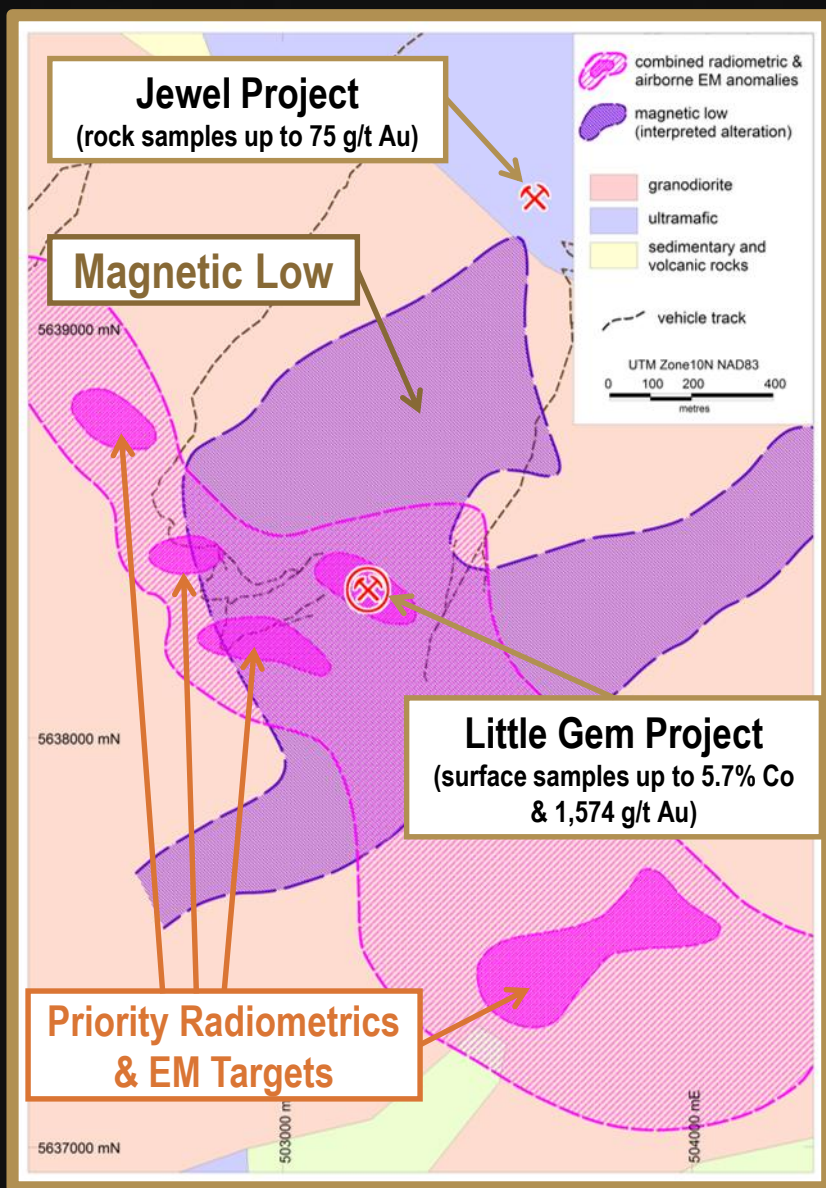 Jewel Project
(rock samples up to 75 g/t Au)
combined radiometric &
airborne EM anomalies
magnetic low
(interpreted alteration)
granodiorite
ultramafic
sedimentary and
volcanic rocks
vehicle track
UTM Zone10N NAD83
0 100 200 400
metres
Magnetic Low
5639000 mN
5638000 mN
Little Gem Project
(surface samples up to 5.7% Co
& 1,574 g/t Au)
Priority Radiometrics
& EM Targets
5637000 mN
503000 m
504000 mE